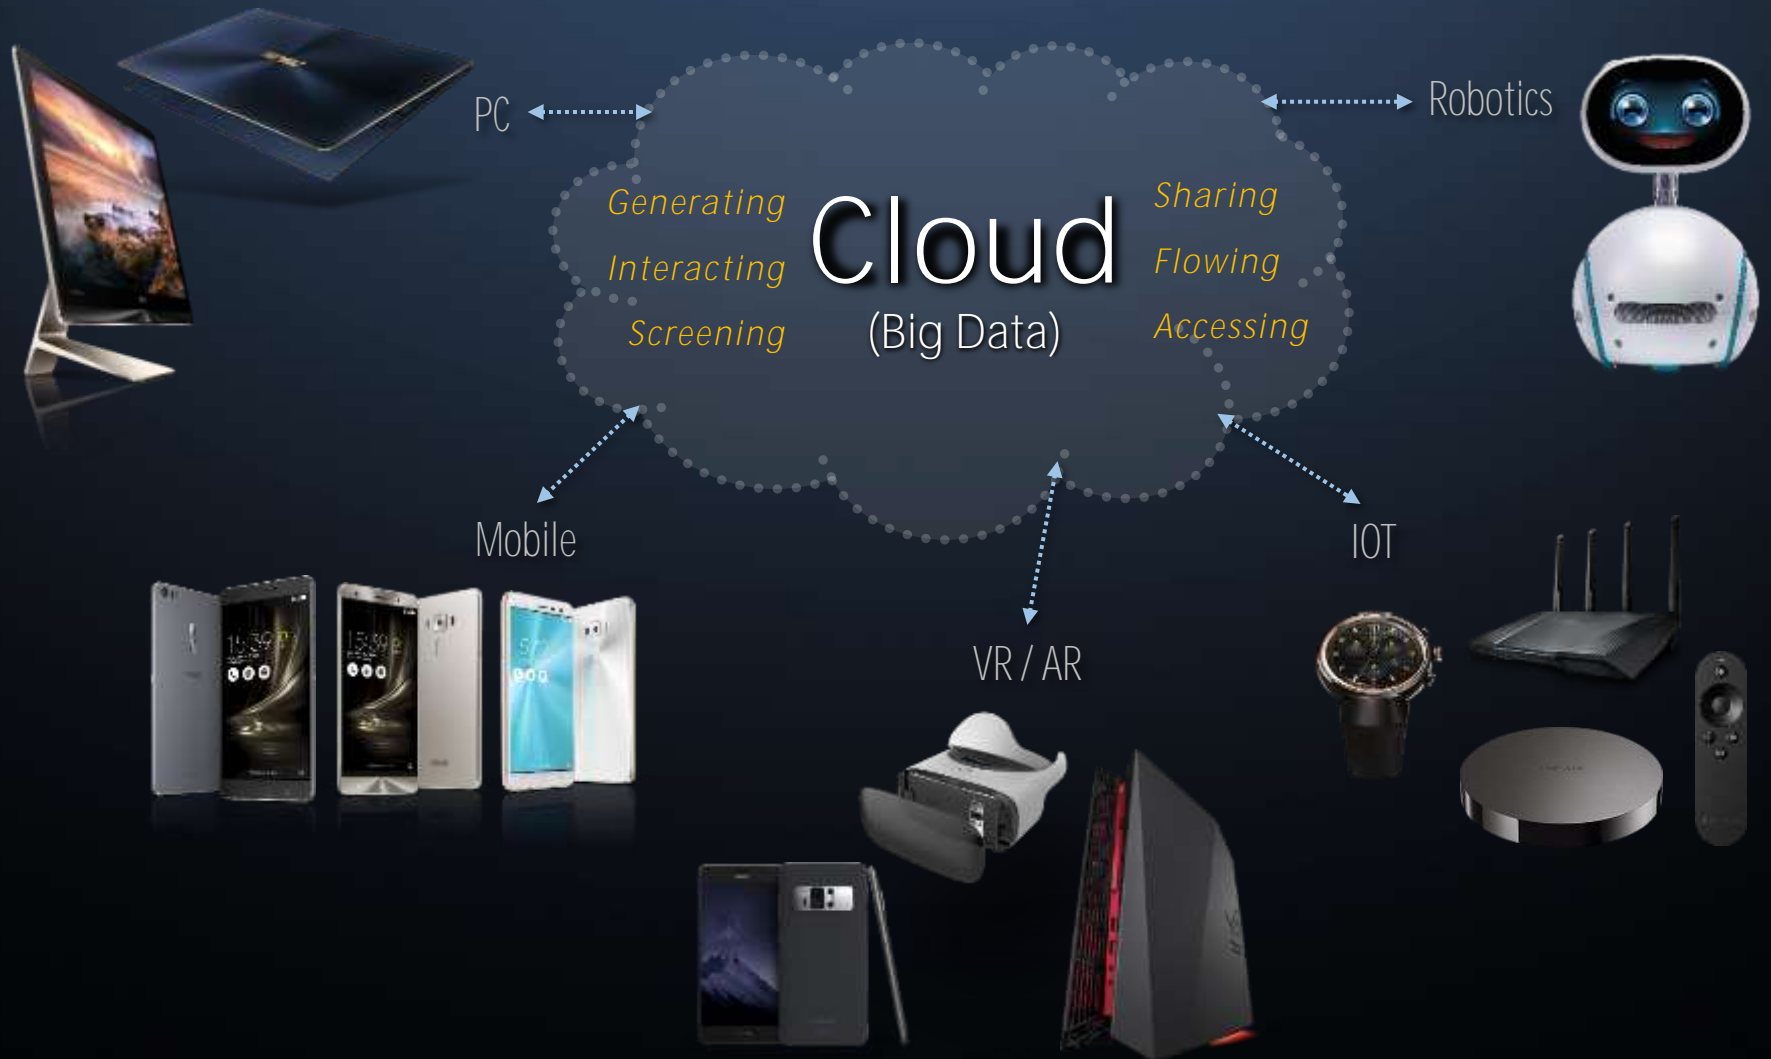 PC
Robotics
Generating
Interacting
Screening
Cloud
(Big Data)
Sharing
Flowing
Accessing
Mobile
VR / AR
IOT